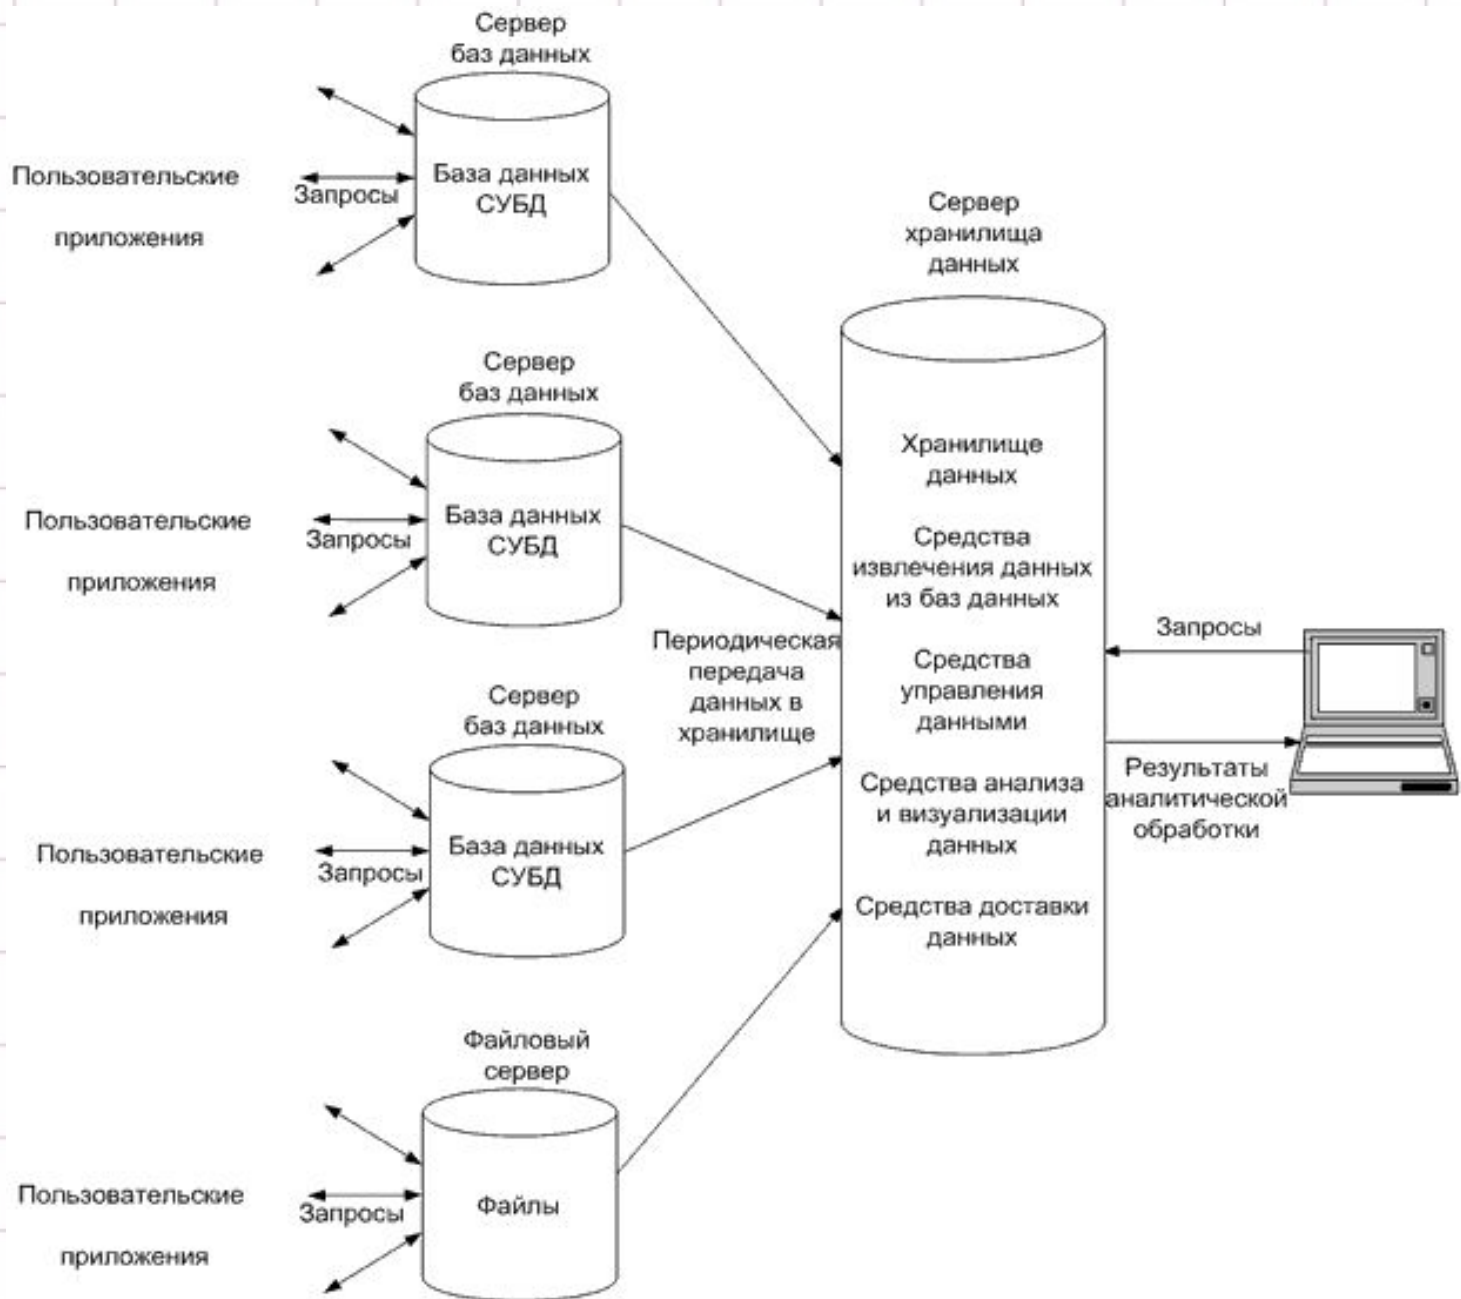 Сервер
баз данных
Пользовательские
приложения
Запросы
База данных
СУБД
Сервер
баз данных
Пользовательские
приложения
Запросы
База данных
СУБД
Сервер
баз данных
Пользовательские
приложения
Запросы
База данных
СУБД
Файловый
сервер
Пользовательские
приложения
Запросы
Файлы
Периодическая
передача
данных в
хранилище
Сервер
хранилища
данных
Хранилище
данных
Средства
извлечения данных
из баз данных
Средства
управления
данными
Средства анализа
и визуализации
данных
Средства доставки
данных
Запросы
Результаты
аналитической
обработки